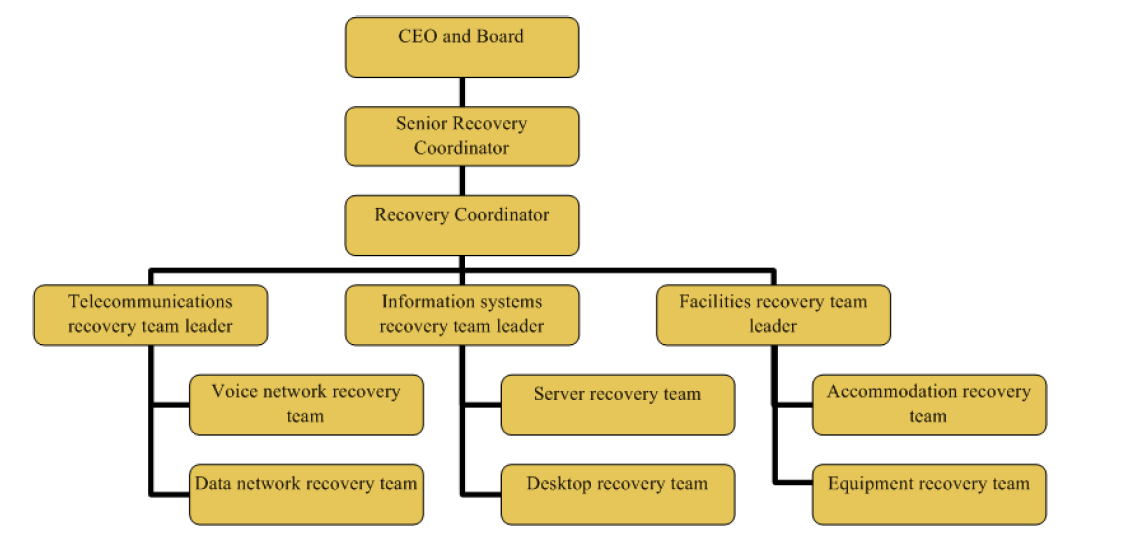 CEO and Board
Senior Recovery
Coordinator
Recovery Coordinator
Telecommunications
recovery team leader
Information systems
recovery team leader
Facilities recovery team
leader
Voice network recovery
team
Server recovery team
Accommodation recovery
team
Data network recovery team
Desktop recovery team
Equipment recovery team